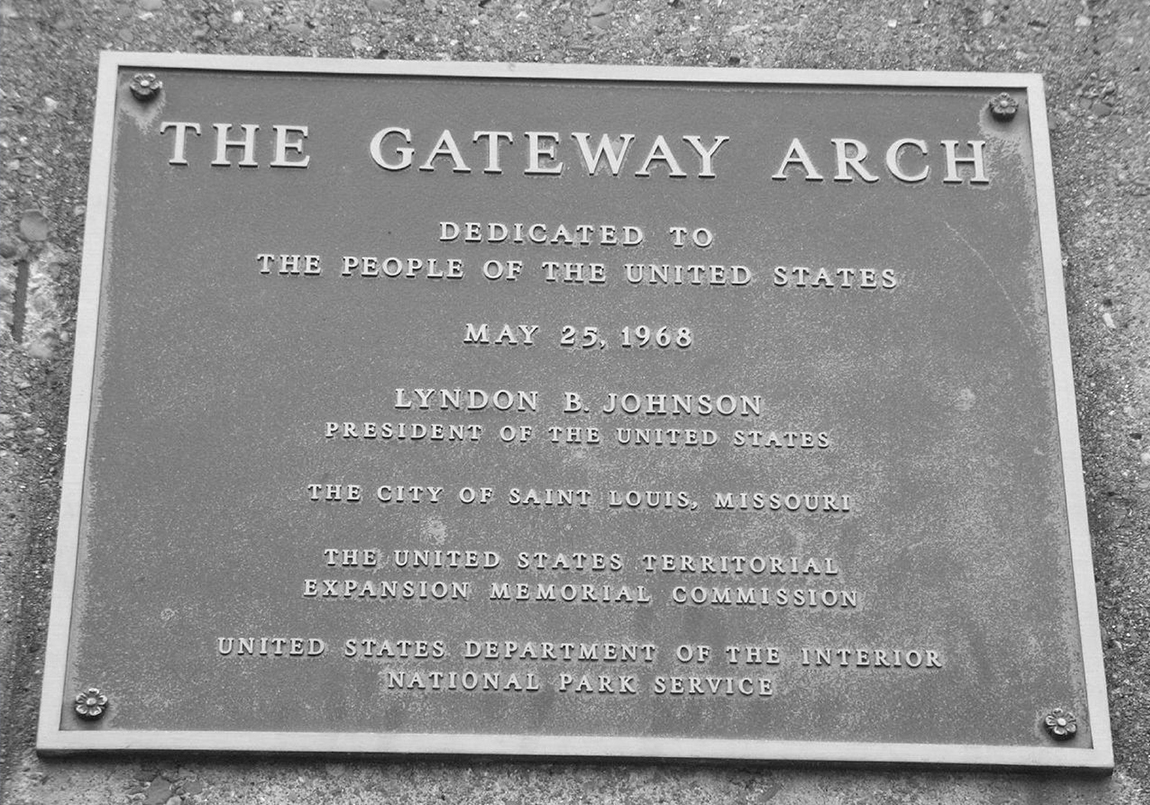 THE GATEWAY ARCH
DEDICATED TO
THE PEOPLE OF THE UNITED STATES
MAY 25, 1968
LYNDON B. JOHNSON
PRESIDENT OF THE UNITED STATES
THE CITY OF SAINT LOUIS, MISSOURI
THE UNITED STATES TERRITORIAL
EXPANSION MEMORIAL COMMISSION
UNITED STATES DEPARTMENT OF THE INTERIOR
NATIONAL PARK SERVICE